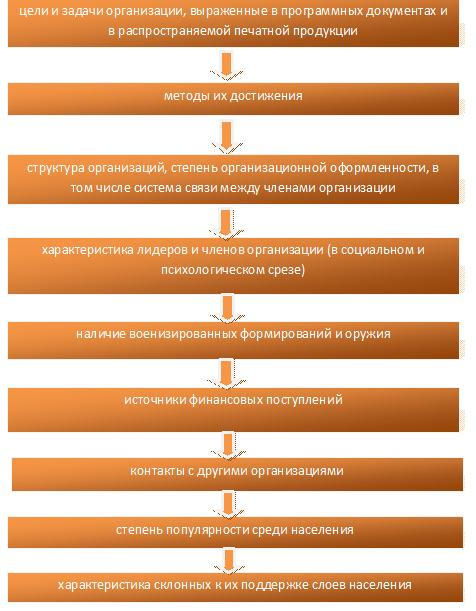 цели и задачи организации, выраженные в программных документах и
в распространяемой печатной продукции
методы их достижения
структура организаций, степень организационной оформленности, в
том числе система связи между членами организации
характеристика лидеров и членов организации (в социальном и
психологическом срезе)
наличие военизированных формирований и оружия
источники финансовых поступлений
контакты с другими организациями
степень популярности среди населения
характеристика склонных к их поддержке слоев населения